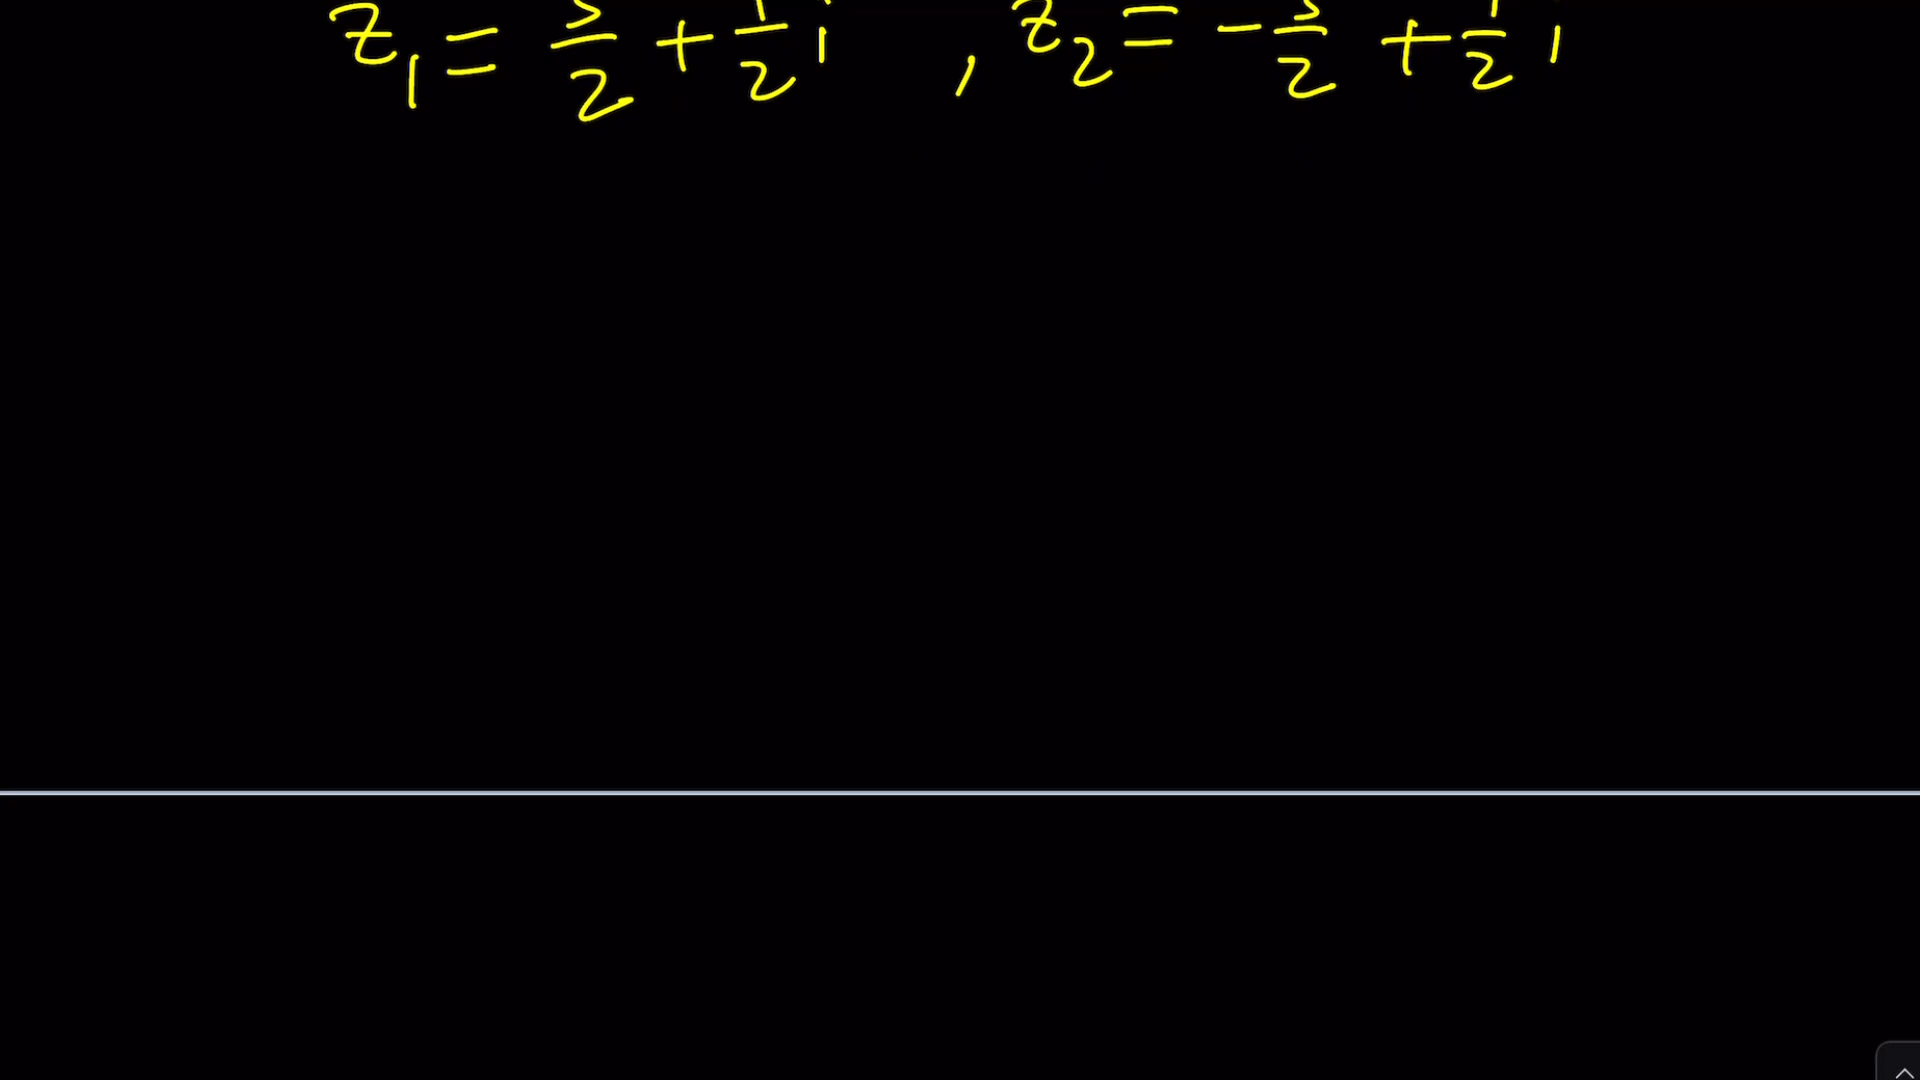 z₁ = 3/2 + 1/2 i , z₂ = -3/2 + 1/2 i